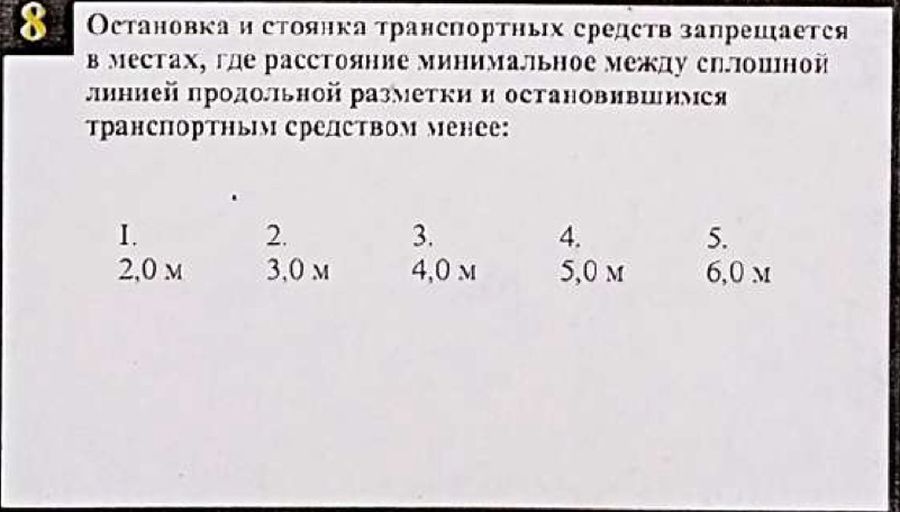 8
Остановка и стоянка транспортных средств запрещается
в местах, где расстояние минимальное между сплошной
линией продольной разметки и остановившимся
транспортным средством менее:
1. 2. 3. 4. 5.
2,0 м 3,0 м 4,0 м 5,0 м 6,0 м